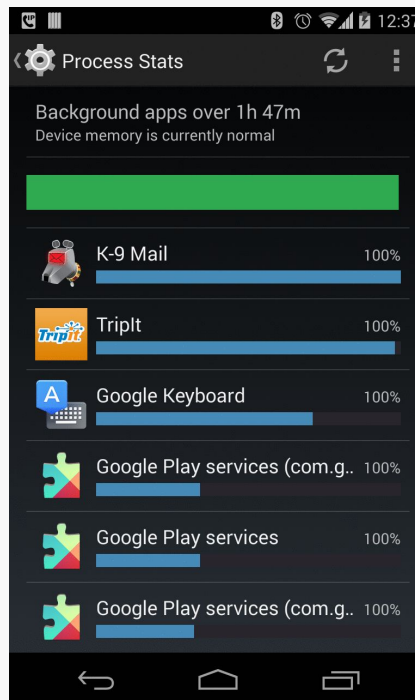 12:37
Process Stats
Background apps over 1h 47m
Device memory is currently normal
K-9 Mail 100%
TripIt
TripIt 100%
A
Google Keyboard 100%
Google Play services (com.g.. 100%
Google Play services 100%
Google Play services (com.g.. 100%